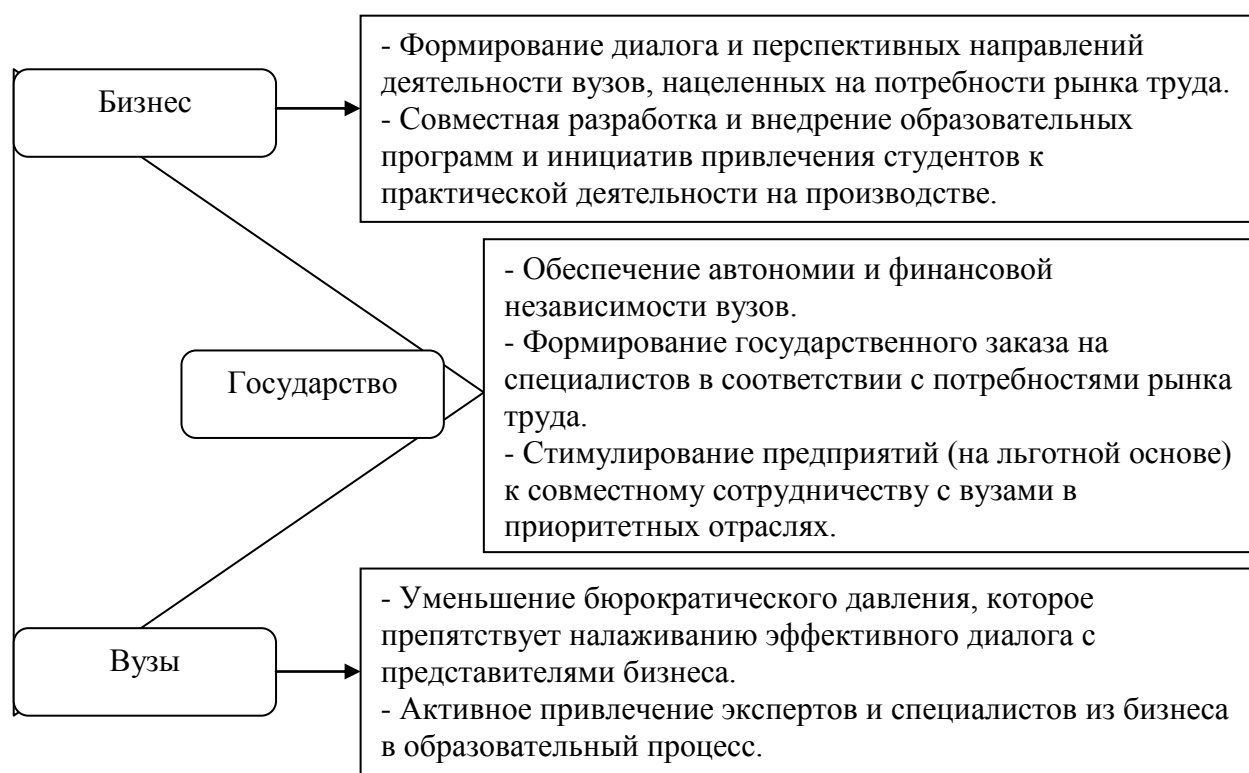 Бизнес
- Формирование диалога и перспективных направлений
деятельности вузов, нацеленных на потребности рынка труда.
- Совместная разработка и внедрение образовательных
программ и инициатив привлечения студентов к
практической деятельности на производстве.
Государство
- Обеспечение автономии и финансовой
независимости вузов.
- Формирование государственного заказа на
специалистов в соответствии с потребностями рынка
труда.
- Стимулирование предприятий (на льготной основе)
к совместному сотрудничеству с вузами в
приоритетных отраслях.
Вузы
- Уменьшение бюрократического давления, которое
препятствует налаживанию эффективного диалога с
представителями бизнеса.
- Активное привлечение экспертов и специалистов из бизнеса
в образовательный процесс.